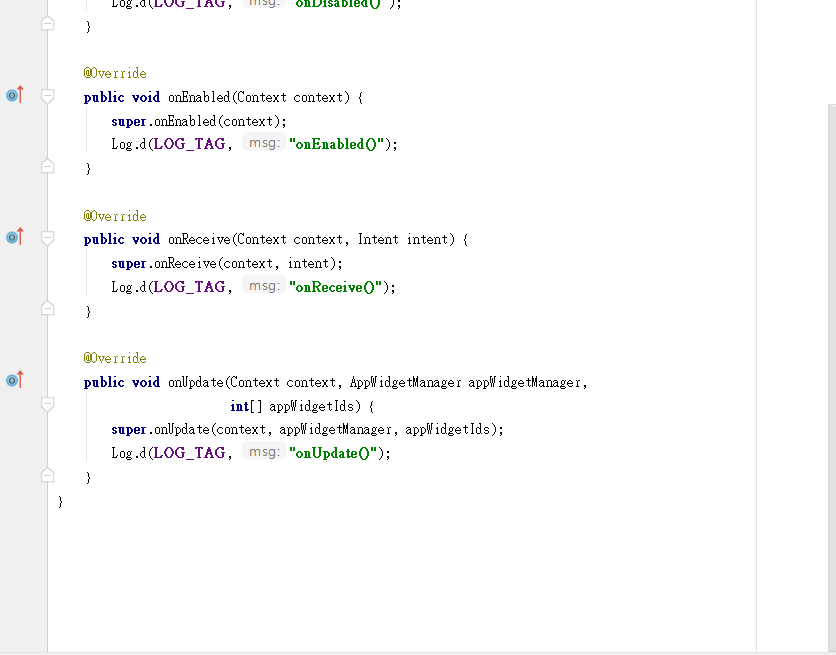 Log.d(LOG_TAG, msg: "onDisabled()");
}
@Override
public void onEnabled(Context context) {
super.onEnabled(context);
Log.d(LOG_TAG, msg: "onEnabled()");
}
@Override
public void onReceive(Context context, Intent intent) {
super.onReceive(context, intent);
Log.d(LOG_TAG, msg: "onReceive()");
}
@Override
public void onUpdate(Context context, AppWidgetManager appWidgetManager,
int[] appWidgetIds) {
super.onUpdate(context, appWidgetManager, appWidgetIds);
Log.d(LOG_TAG, msg: "onUpdate()");
}
}